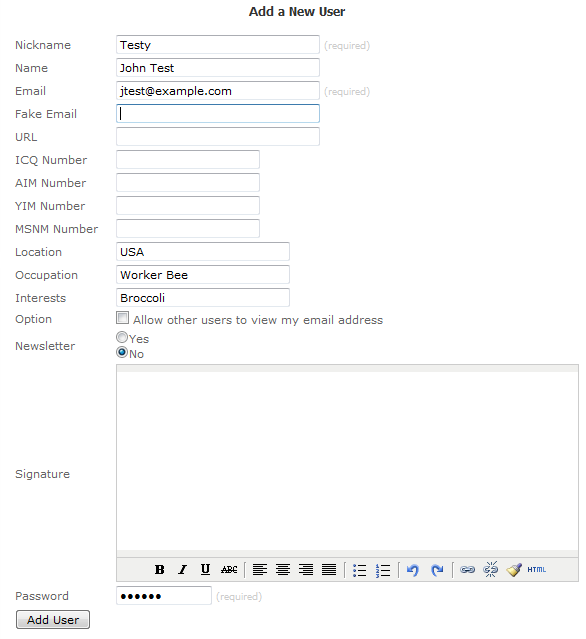 Add a New User
Nickname Testy (required)
Name John Test
Email jtest@example.com (required)
Fake Email
URL
ICQ Number
AIM Number
YIM Number
MSNM Number
Location USA
Occupation Worker Bee
Interests Broccoli
Option Allow other users to view my email address
Newsletter Yes
No
Signature
B I U ABC HTML
Password •••••• (required)
Add User